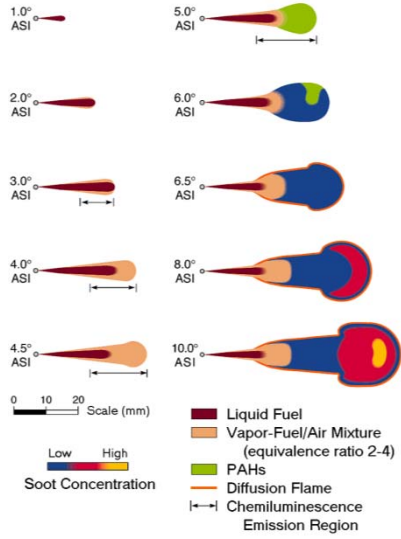 1.0°
ASI
2.0°
ASI
3.0°
ASI
4.0°
ASI
4.5°
ASI
5.0°
ASI
6.0°
ASI
6.5°
ASI
8.0°
ASI
10.0°
ASI
0 10 20 Scale (mm)
Low High
Soot Concentration
Liquid Fuel
Vapor-Fuel/Air Mixture
(equivalence ratio 2-4)
PAHs
Diffusion Flame
Chemiluminescence
Emission Region